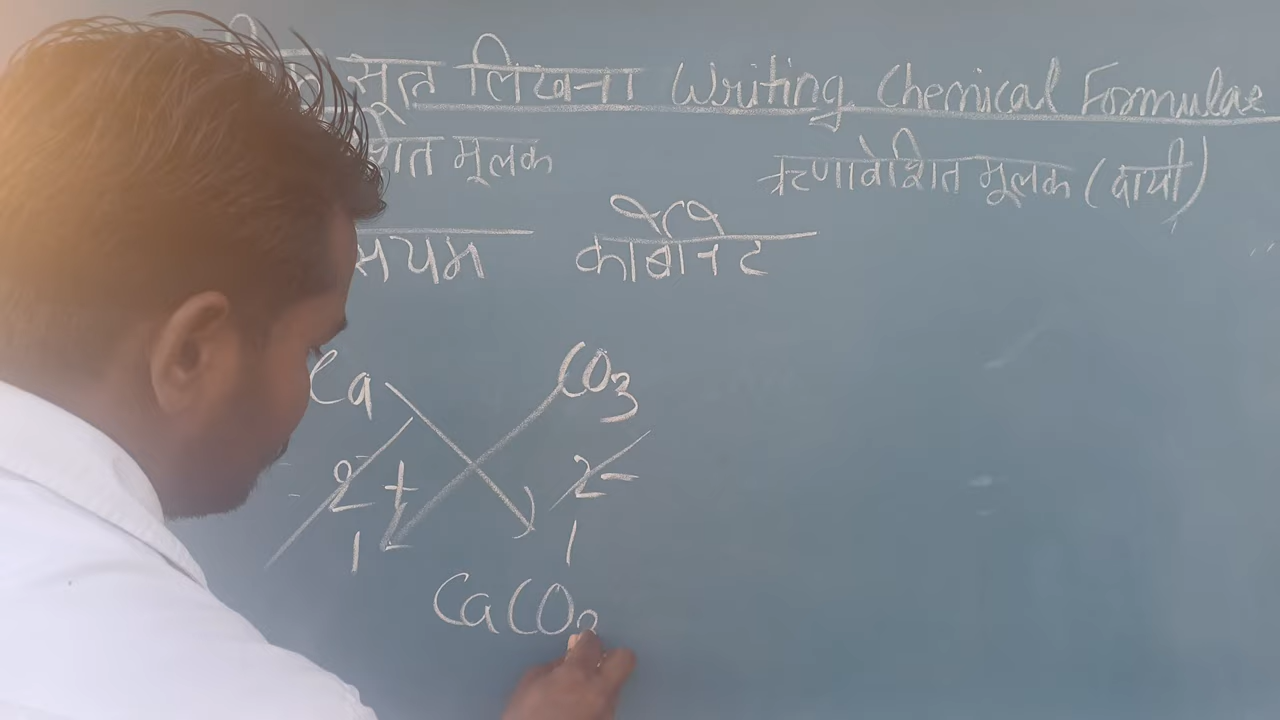 सूत्र लिखना Writing Chemical Formulae
मूलक ऋणावेशित मूलक (दायी)
कार्बोनेट
Ca CO3
2+ 2-
1 1
CaCO3